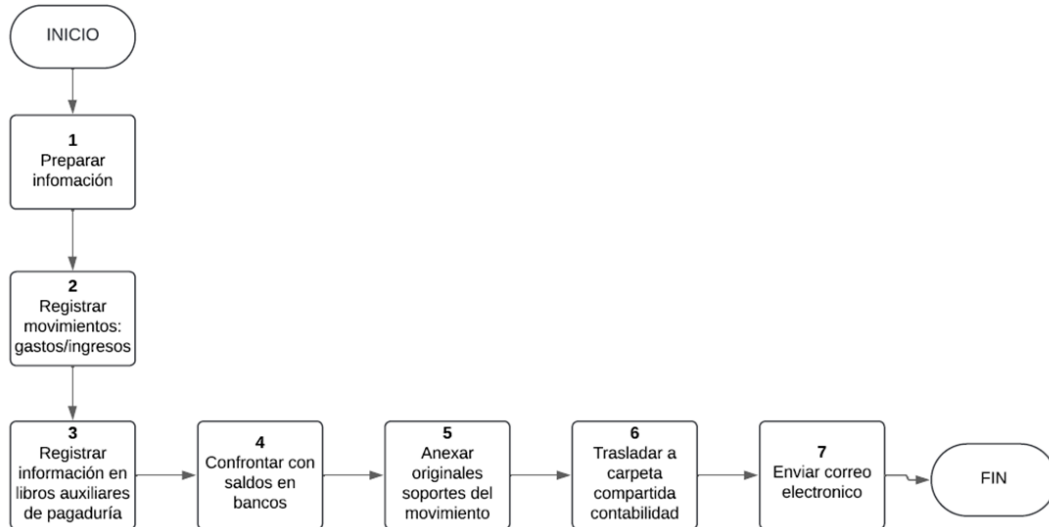 INICIO
1
Preparar
infomación
2
Registrar
movimientos:
gastos/ingresos
3
Registrar
información en
libros auxiliares
de pagaduría
4
Confrontar con
saldos en
bancos
5
Anexar
originales
soportes del
movimiento
6
Trasladar a
carpeta
compartida
contabilidad
7
Enviar correo
electronico
FIN